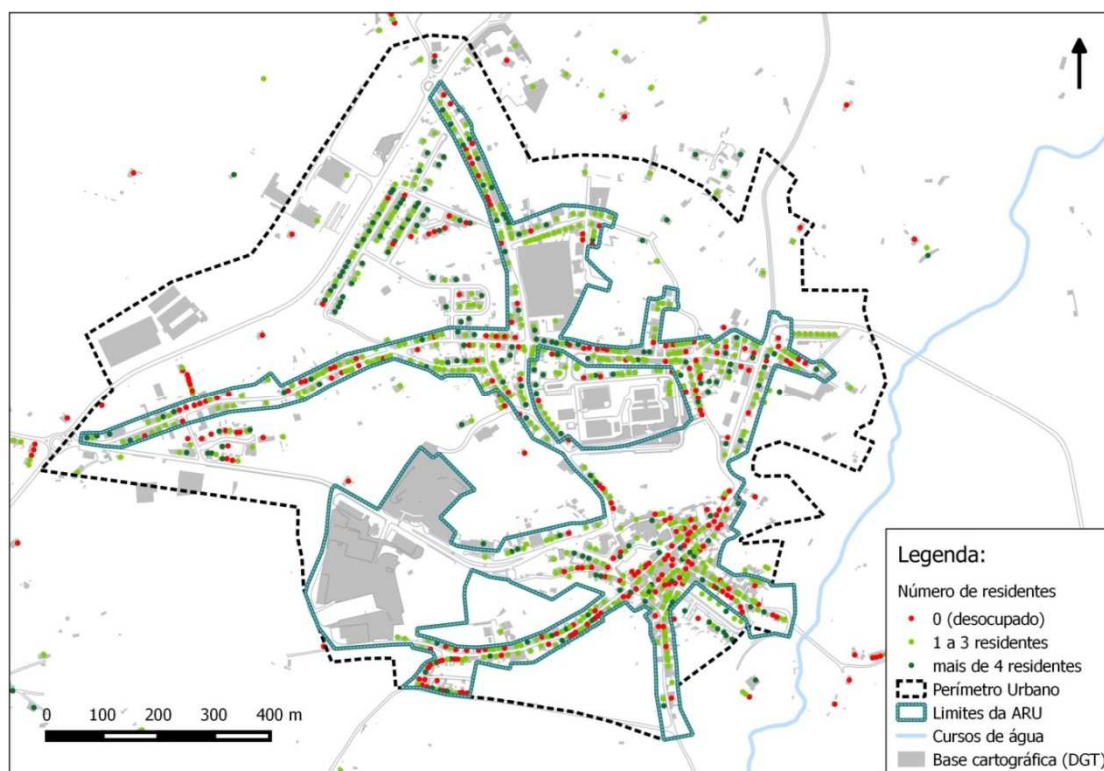 0 100 200 300 400 m
Legenda:
Número de residentes
0 (desocupado)
1 a 3 residentes
mais de 4 residentes
Perímetro Urbano
Limites da ARU
Cursos de água
Base cartográfica (DGT)